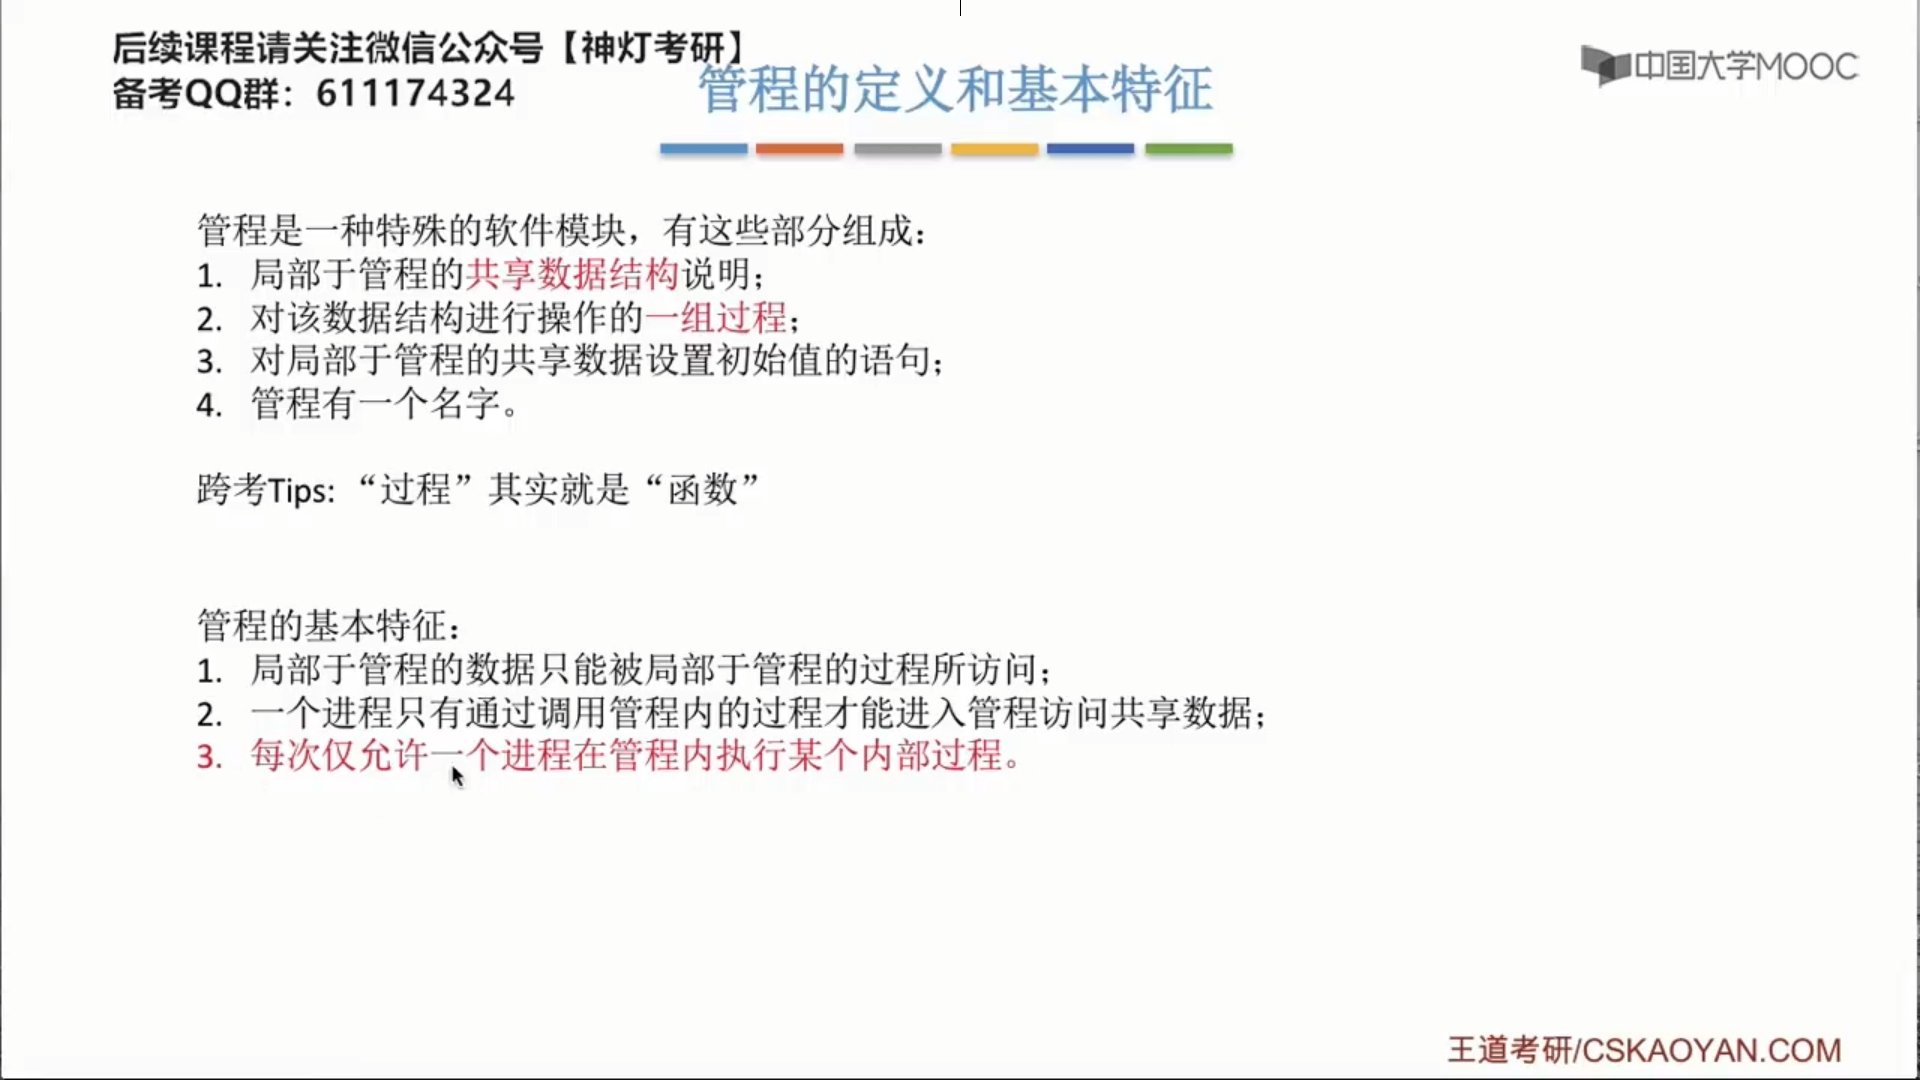 后续课程请关注微信公众号【神灯考研】
备考QQ群：611174324
管程的定义和基本特征
中国大学MOOC
管程是一种特殊的软件模块，有这些部分组成：
1. 局部于管程的共享数据结构说明；
2. 对该数据结构进行操作的一组过程；
3. 对局部于管程的共享数据设置初始值的语句；
4. 管程有一个名字。
跨考Tips: “过程”其实就是“函数”
管程的基本特征：
1. 局部于管程的数据只能被局部于管程的过程所访问；
2. 一个进程只有通过调用管程内的过程才能进入管程访问共享数据；
3. 每次仅允许一个进程在管程内执行某个内部过程。
王道考研/CSKAOYAN.COM